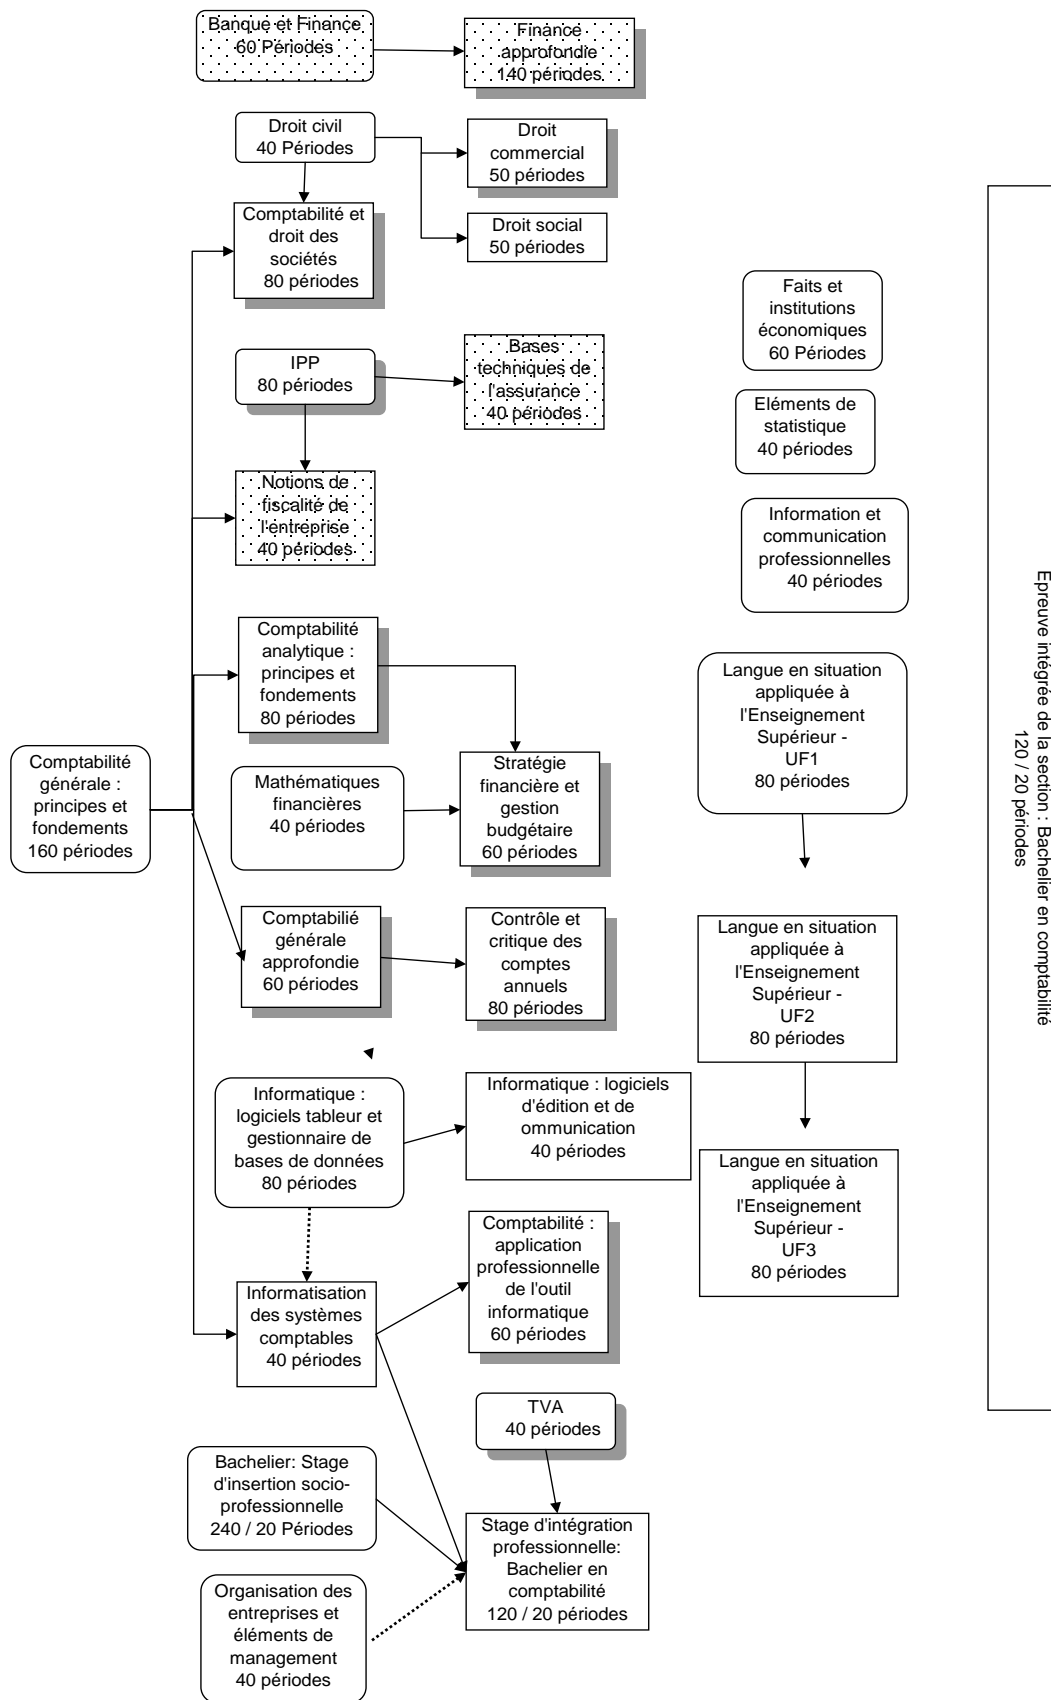 Banque et Finance
60 Périodes
Finance
approfondie
140 périodes
Droit civil
40 Périodes
Droit
commercial
50 périodes
Comptabilité et
droit des
sociétés
80 périodes
Droit social
50 périodes
Faits et
institutions
économiques
60 Périodes
IPP
80 périodes
Bases
techniques de
l'assurance
40 périodes
Eléments de
statistique
40 périodes
Notions de
fiscalité de
l'entreprise
40 périodes
Information et
communication
professionnelles
40 périodes
Comptabilité
analytique :
principes et
fondements
80 périodes
Langue en situation
appliquée à
l'Enseignement
Supérieur -
UF1
80 périodes
Comptabilité
générale :
principes et
fondements
160 périodes
Mathématiques
financières
40 périodes
Stratégie
financière et
gestion
budgétaire
60 périodes
Comptabilié
générale
approfondie
60 périodes
Contrôle et
critique des
comptes
annuels
80 périodes
Langue en situation
appliquée à
l'Enseignement
Supérieur -
UF2
80 périodes
Informatique :
logiciels tableur et
gestionnaire de
bases de données
80 périodes
Informatique : logiciels
d'édition et de
ommunication
40 périodes
Langue en situation
appliquée à
l'Enseignement
Supérieur -
UF3
80 périodes
Informatisation
des systèmes
comptables
40 périodes
Comptabilité :
application
professionnelle
de l'outil
informatique
60 périodes
TVA
40 périodes
Bachelier: Stage
d'insertion socio-
professionnelle
240 / 20 Périodes
Stage d'intégration
professionnelle:
Bachelier en
comptabilité
120 / 20 périodes
Organisation des
entreprises et
éléments de
management
40 périodes
Epreuve intégrée de la section : Bachelier en comptabilité
120 / 20 périodes